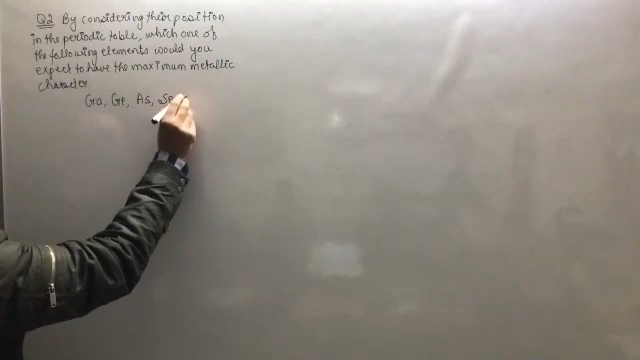 Q2 By considering their position
in the periodic table, which one of
the following elements would you
expect to have the maximum metallic
character
Ga, Ge, As, Se